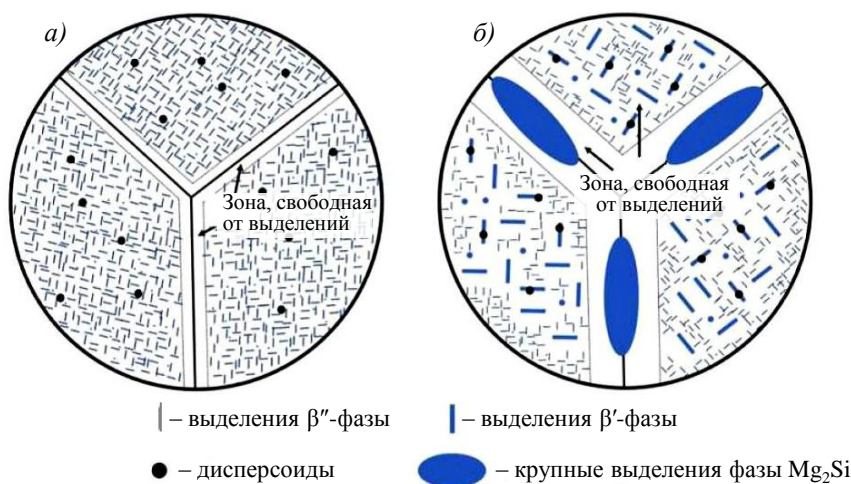 а)
б)
Зона, свободная
от выделений
Зона, свободная
от выделений
– выделения β″-фазы
– выделения β′-фазы
– дисперсоиды
– крупные выделения фазы Mg₂Si